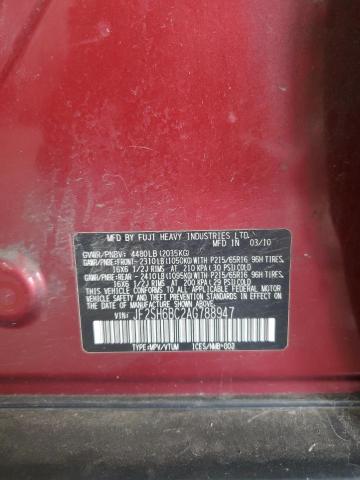 MFD BY FUJI HEAVY INDUSTRIES LTD.
IN 03/10
GVWR/PNBV: 4480LB(2035KG)
GAWR/PNBE:FRONT-2310LB(1050KG)WITH P215/65R16 96H TIRES,
16X6 1/2J RIMS AT 210 KPA(30 PSI)COLD
GAWR/PNBE:REAR -2410LB(1095KG)WITH P215/65R16 96H TIRES,
16X6 1/2J RIMS AT 200 KPA(29 PSI)COLD
THIS VEHICLE CONFORMS TO ALL APPLICABLE FEDERAL
MOTOR VEHICLE SAFETY STANDARDS IN EFFECT ON THE DATE
OF MANUFACTURE SHOWN ABOVE.
VIN: JF2SH6BC2AG788947
TYPE:MPV/VTUM ICES/NMB-002